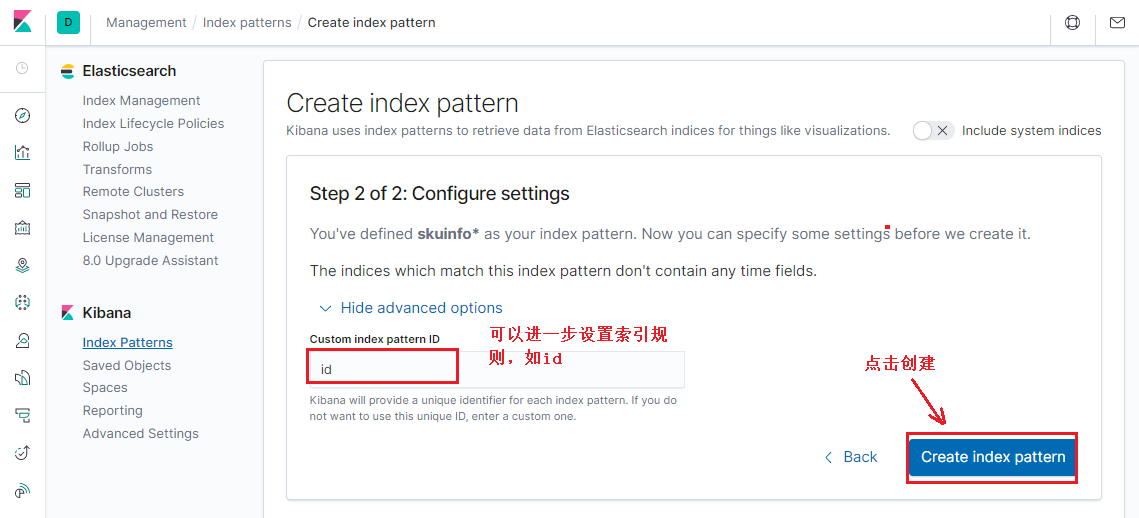 D
Management / Index patterns / Create index pattern
Elasticsearch
Index Management
Index Lifecycle Policies
Rollup Jobs
Transforms
Remote Clusters
Snapshot and Restore
License Management
8.0 Upgrade Assistant
Kibana
Index Patterns
Saved Objects
Spaces
Reporting
Advanced Settings
Create index pattern
Kibana uses index patterns to retrieve data from Elasticsearch indices for things like visualizations.
Include system indices
Step 2 of 2: Configure settings
You've defined skuinfo* as your index pattern. Now you can specify some settings before we create it.
The indices which match this index pattern don't contain any time fields.
Hide advanced options
Custom index pattern ID
可以进一步设置索引规
则，如id
id
点击创建
Kibana will provide a unique identifier for each index pattern. If you do
not want to use this unique ID, enter a custom one.
Back
Create index pattern